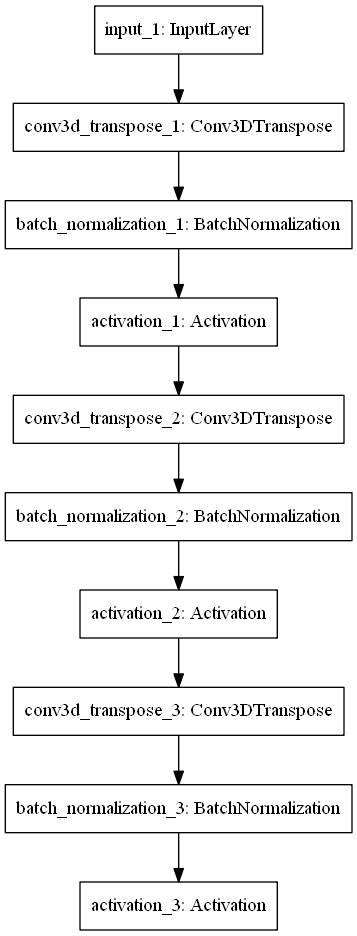 input_1: InputLayer
conv3d_transpose_1: Conv3DTranspose
batch_normalization_1: BatchNormalization
activation_1: Activation
conv3d_transpose_2: Conv3DTranspose
batch_normalization_2: BatchNormalization
activation_2: Activation
conv3d_transpose_3: Conv3DTranspose
batch_normalization_3: BatchNormalization
activation_3: Activation